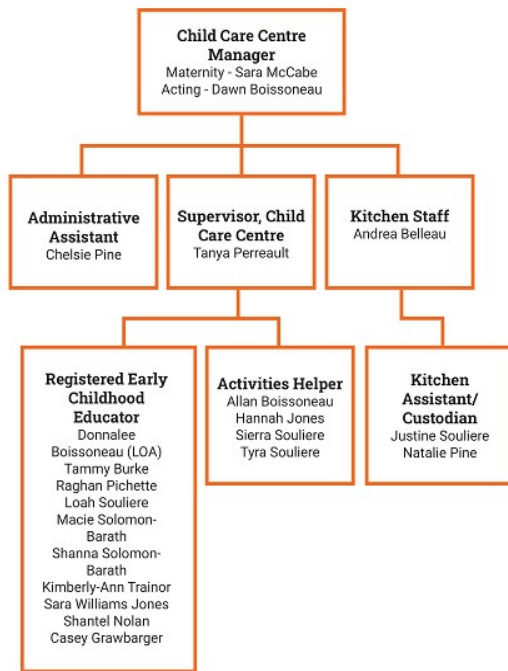 Child Care Centre
Manager
Maternity - Sara McCabe
Acting - Dawn Boissoneau
Administrative
Assistant
Chelsie Pine
Supervisor, Child
Care Centre
Tanya Perreault
Kitchen Staff
Andrea Belleau
Registered Early
Childhood
Educator
Donnalee
Boissoneau (LOA)
Tammy Burke
Raghan Pichette
Loah Souliere
Macie Solomon-
Barath
Shanna Solomon-
Barath
Kimberly-Ann Trainor
Sara Williams Jones
Shantel Nolan
Casey Grawbarger
Activities Helper
Allan Boissoneau
Hannah Jones
Sierra Souliere
Tyra Souliere
Kitchen
Assistant/
Custodian
Justine Souliere
Natalie Pine